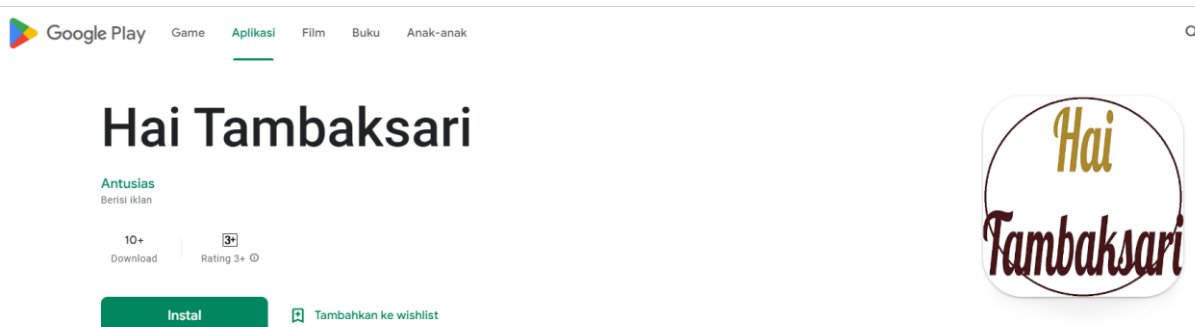 Google Play Game Aplikasi Film Buku Anak-anak
Hai Tambaksari
Antusias
Berisi iklan
10+
Download
3+
Rating 3+
Instal
Tambahkan ke wishlist
Hai
Tambaksari